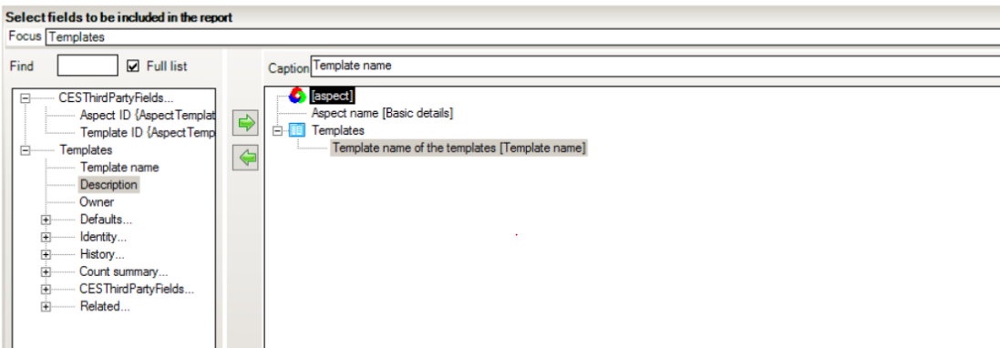 Select fields to be included in the report
Focus Templates
Find Full list
Caption Template name
CESThirdPartyFields...
Aspect ID {AspectTemplat
Template ID {AspectTemp
Templates
Template name
Description
Owner
Defaults...
Identity...
History...
Count summary...
CESThirdPartyFields...
Related...
[aspect]
Aspect name [Basic details]
Templates
Template name of the templates [Template name]